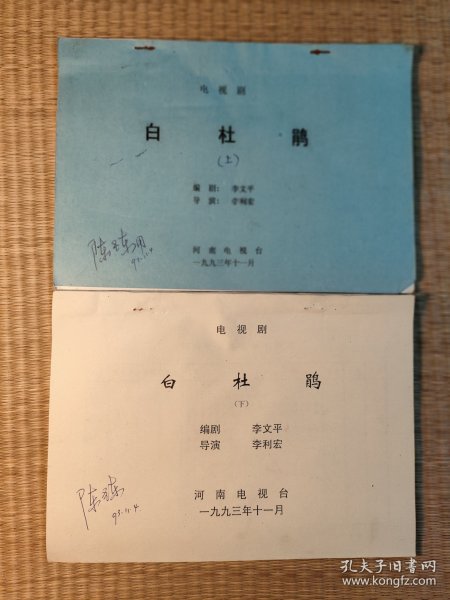 电视剧
白杜鹃
(上)
编剧: 李文平
导演: 李利宏
河南电视台
一九九三年十一月
电视剧
白杜鹃
(下)
编剧 李文平
导演 李利宏
河南电视台
一九九三年十一月
孔夫子旧书网
www.kongfz.com